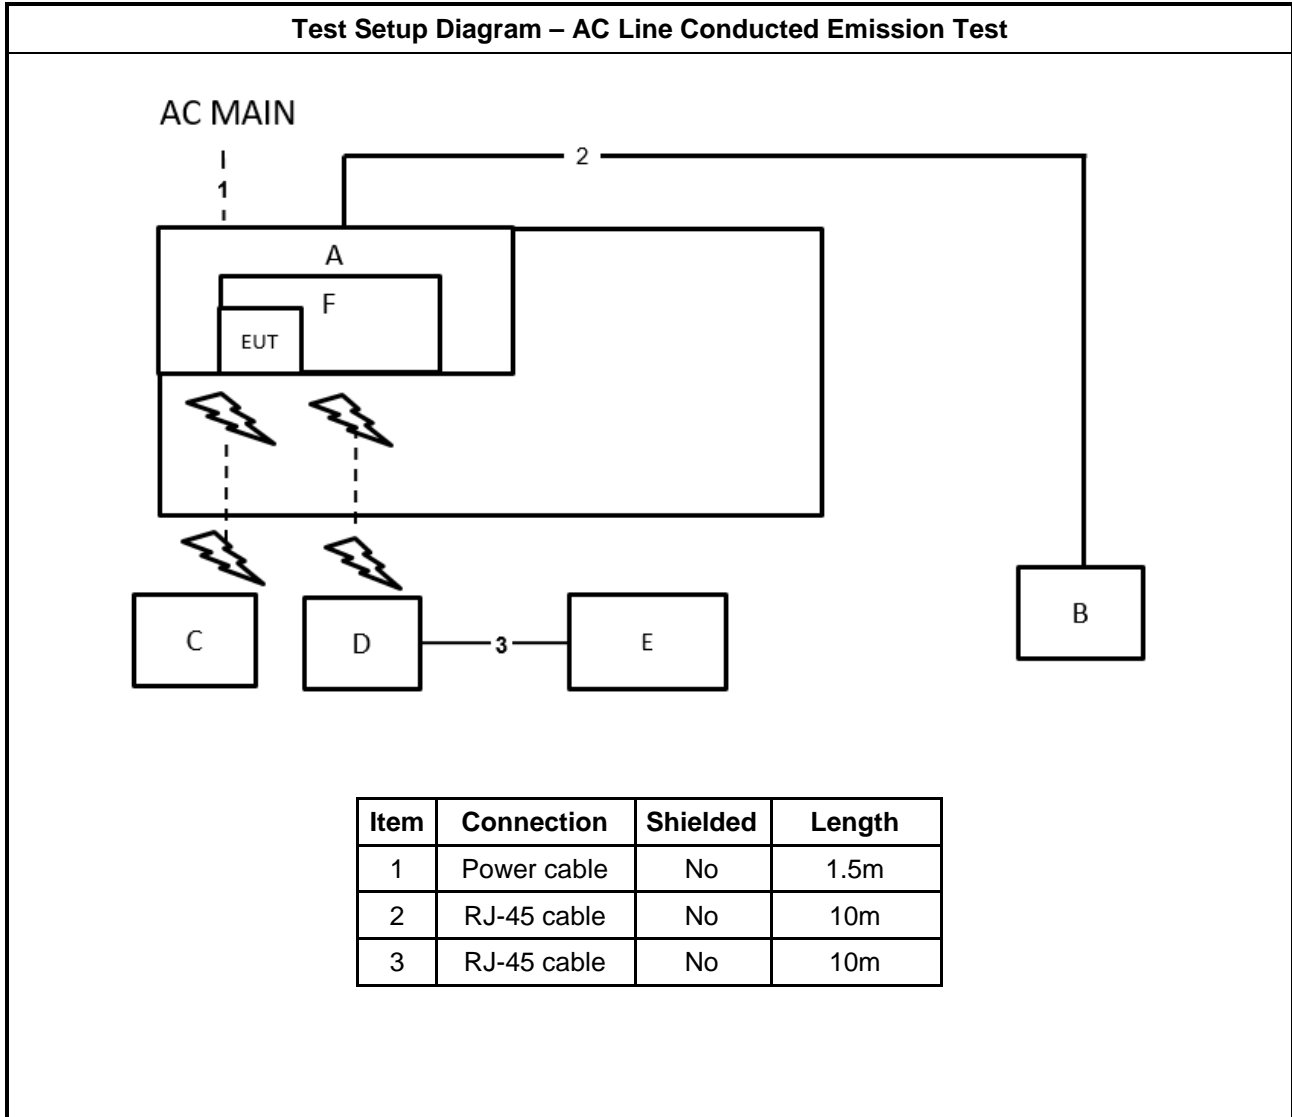 Test Setup Diagram – AC Line Conducted Emission Test
AC MAIN
1
2
A
F
EUT
C
D
3
E
B
Item Connection Shielded Length
1 Power cable No 1.5m
2 RJ-45 cable No 10m
3 RJ-45 cable No 10m